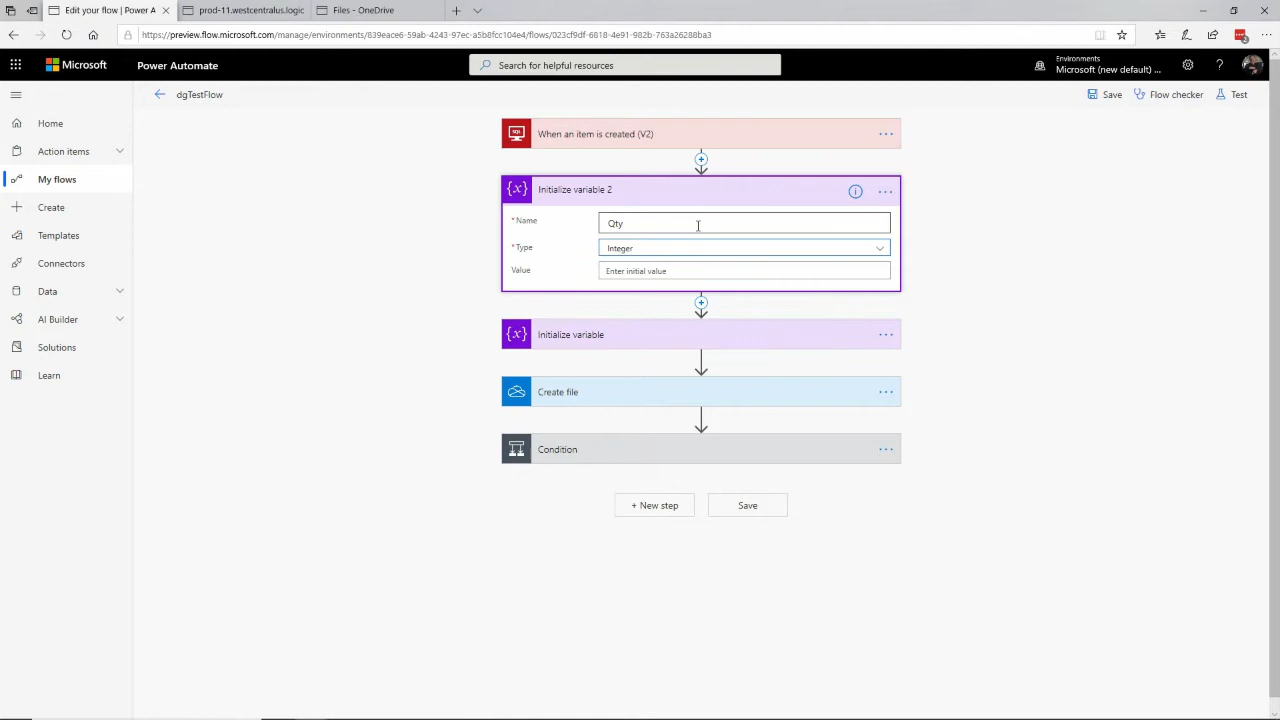 Edit your flow | Power A
prod-11.westcentralus.logic
Files - OneDrive
https://preview.flow.microsoft.com/manage/environments/839eace6-59ab-4243-97ec-a5b8fcc104e4/flows/023cf9df-6818-4e91-982b-763a26288ba3
Microsoft
Power Automate
Search for helpful resources
Environments
Microsoft (new default) ...
?
dgTestFlow
Save
Flow checker
Test
Home
Action items
My flows
Create
Templates
Connectors
Data
AI Builder
Solutions
Learn
SQL
When an item is created (V2)
{x}
Initialize variable 2
* Name
Qty
* Type
Integer
Value
Enter initial value
{x}
Initialize variable
Create file
Condition
+ New step
Save